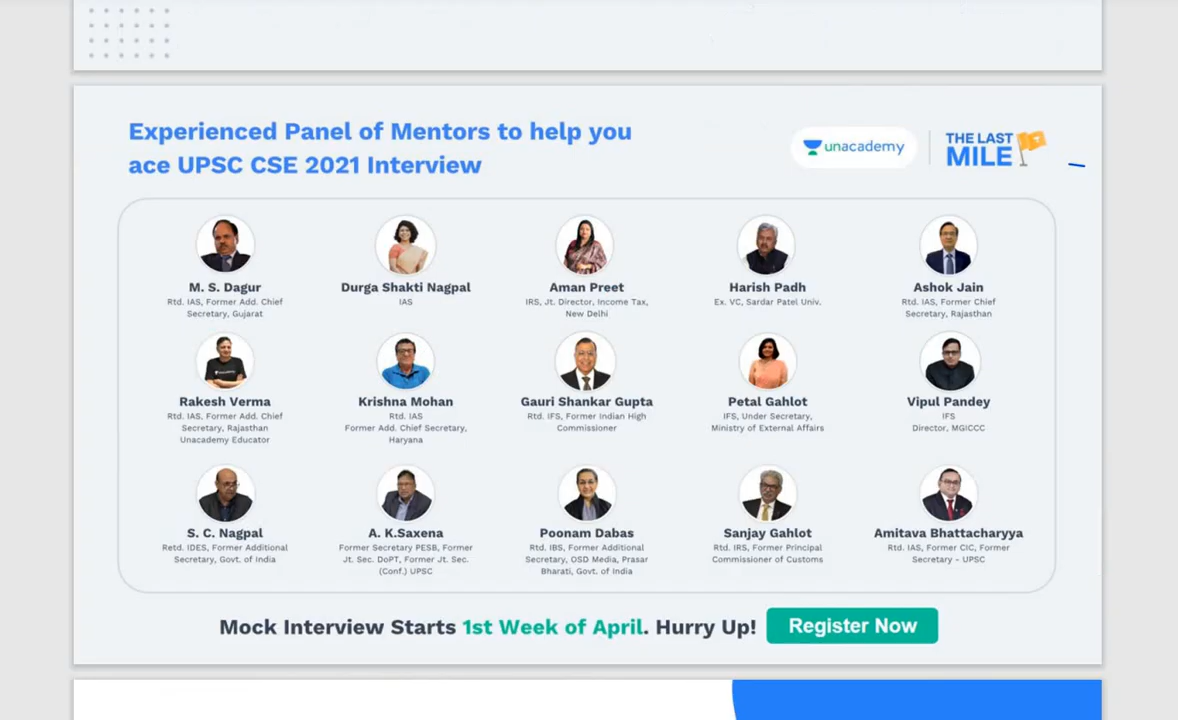 Experienced Panel of Mentors to help you
ace UPSC CSE 2021 Interview
unacademy
THE LAST
MILE
M. S. Dagur
Rtd. IAS, Former Add. Chief
Secretary, Gujarat
Durga Shakti Nagpal
IAS
Aman Preet
IRS, Jt. Director, Income Tax,
New Delhi
Harish Padh
Ex. VC, Sardar Patel Univ.
Ashok Jain
Rtd. IAS, Former Chief
Secretary, Rajasthan
Rakesh Verma
Rtd. IAS, Former Add. Chief
Secretary, Rajasthan
Unacademy Educator
Krishna Mohan
Rtd. IAS
Former Add. Chief Secretary,
Haryana
Gauri Shankar Gupta
Rtd. IFS, Former Indian High
Commissioner
Petal Gahlot
IFS, Under Secretary,
Ministry of External Affairs
Vipul Pandey
IFS
Director, MGICCC
S. C. Nagpal
Retd. IDES, Former Additional
Secretary, Govt. of India
A. K.Saxena
Former Secretary PESB, Former
Jt. Sec. DoPT, Former Jt. Sec.
(Conf.) UPSC
Poonam Dabas
Rtd. IBS, Former Additional
Secretary, OSD Media, Prasar
Bharati, Govt. of India
Sanjay Gahlot
Rtd. IRS, Former Principal
Commissioner of Customs
Amitava Bhattacharyya
Rtd. IAS, Former CIC, Former
Secretary - UPSC
Mock Interview Starts 1st Week of April. Hurry Up!
Register Now